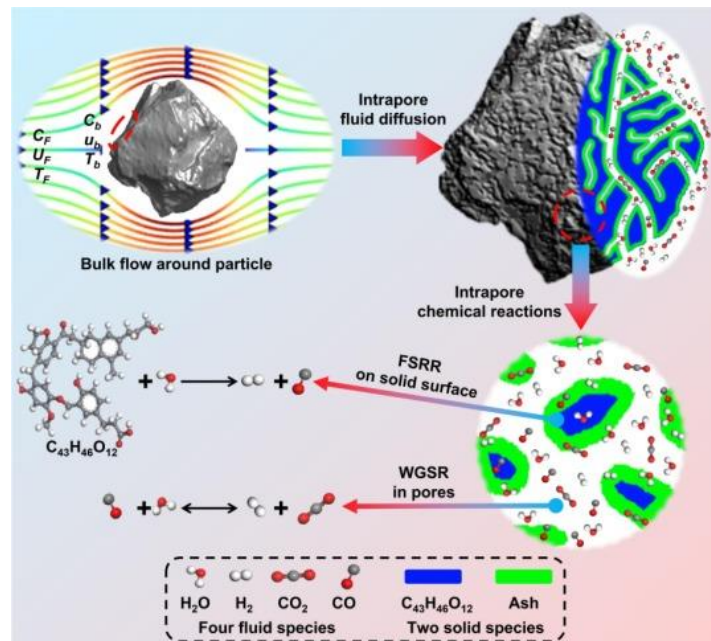 C_F
U_F
T_F
C_b
u_b
T_b
Bulk flow around particle
Intrapore
fluid diffusion
Intrapore
chemical reactions
C₄₃H₄₆O₁₂
+ ⟶ +
FSRR
on solid surface
+ ⟷ +
WGSR
in pores
H₂O H₂ CO₂ CO C₄₃H₄₆O₁₂ Ash
Four fluid species Two solid species